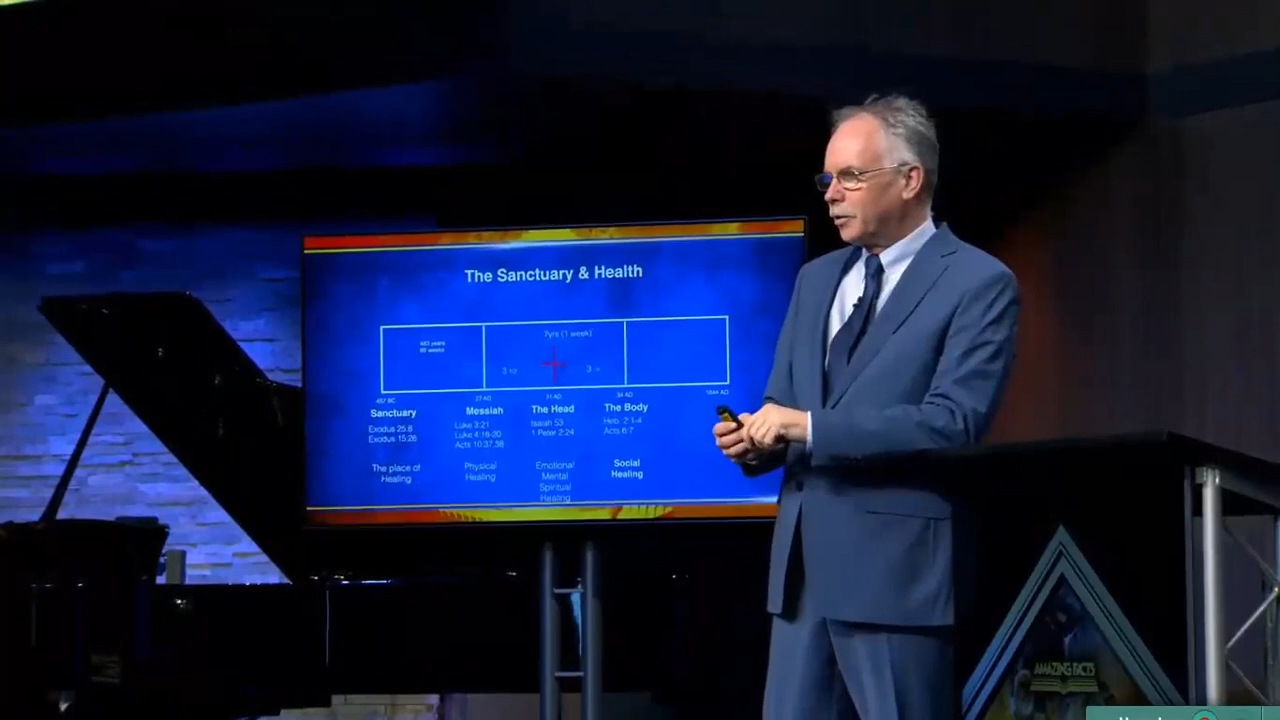 The Sanctuary & Health
483 years
69 weeks
7yrs (1 week)
3 1/2
3
457 BC
27 AD
31 AD
34 AD
1844 AD
Sanctuary
Messiah
The Head
The Body
Exodus 25:8
Exodus 15:26
Luke 3:21
Luke 4:16-20
Acts 10:37,38
Isaiah 53
1 Peter 2:24
Heb. 2:1-4
Acts 6:7
The place of
Healing
Physical
Healing
Emotional
Mental
Spiritual
Healing
Social
Healing
AMAZING FACTS